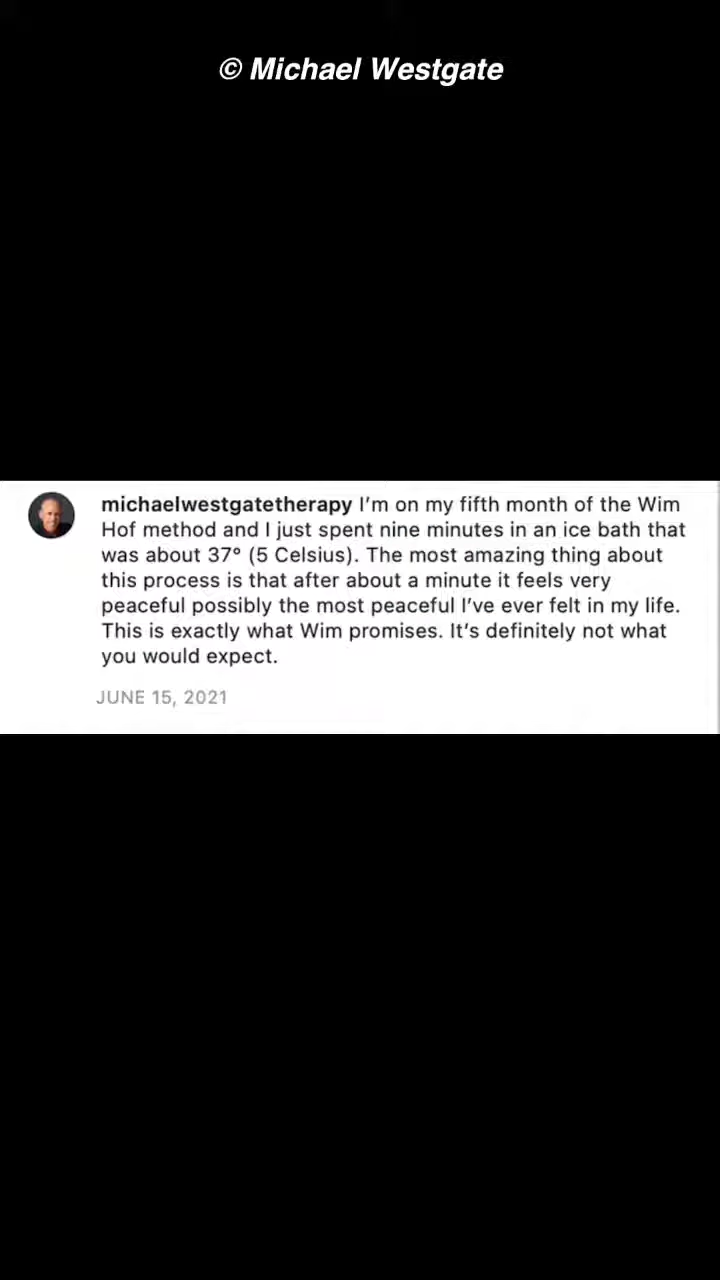 © Michael Westgate
michaelwestgatetherapy I'm on my fifth month of the Wim
Hof method and I just spent nine minutes in an ice bath that
was about 37° (5 Celsius). The most amazing thing about
this process is that after about a minute it feels very
peaceful possibly the most peaceful I've ever felt in my life.
This is exactly what Wim promises. It's definitely not what
you would expect.
JUNE 15, 2021